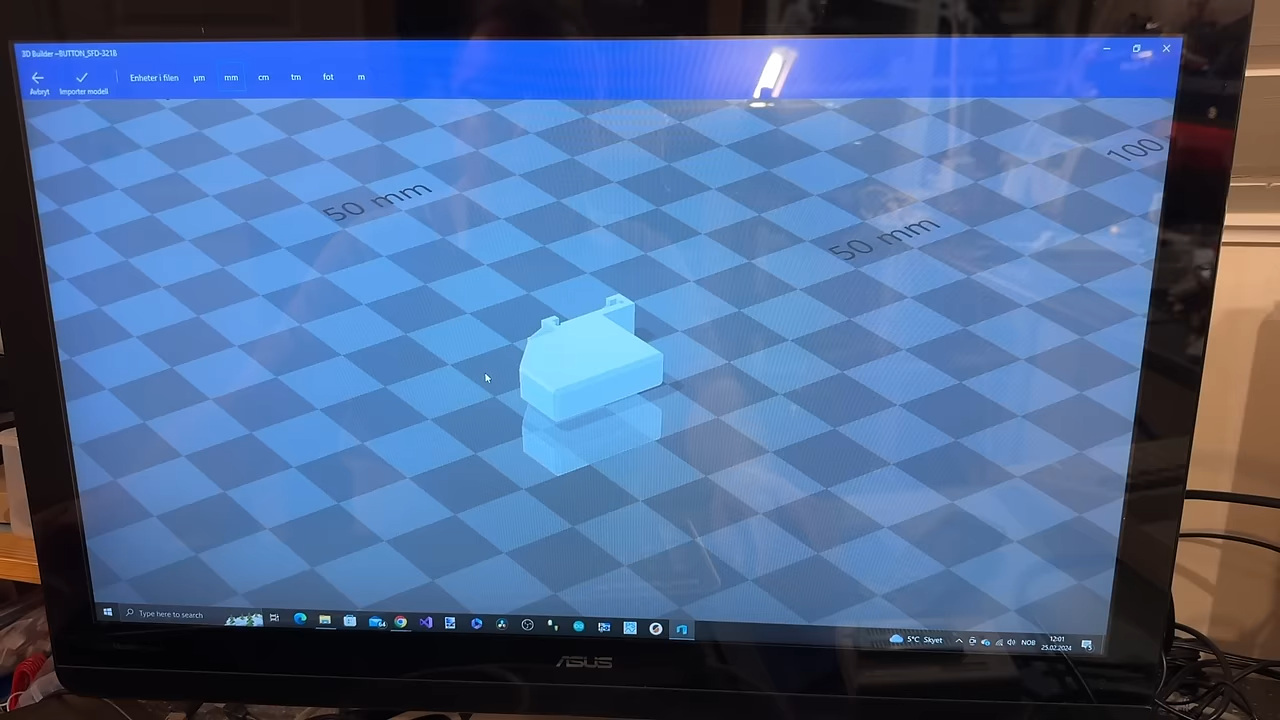 3D Builder –BUTTON_SFD-321B
Avbryt
Importer modell
Enheter i filen µm mm cm tm fot m
100
50 mm
50 mm
Type here to search
5°C Skyet
NOB
12:01
25.02.2024
ASUS